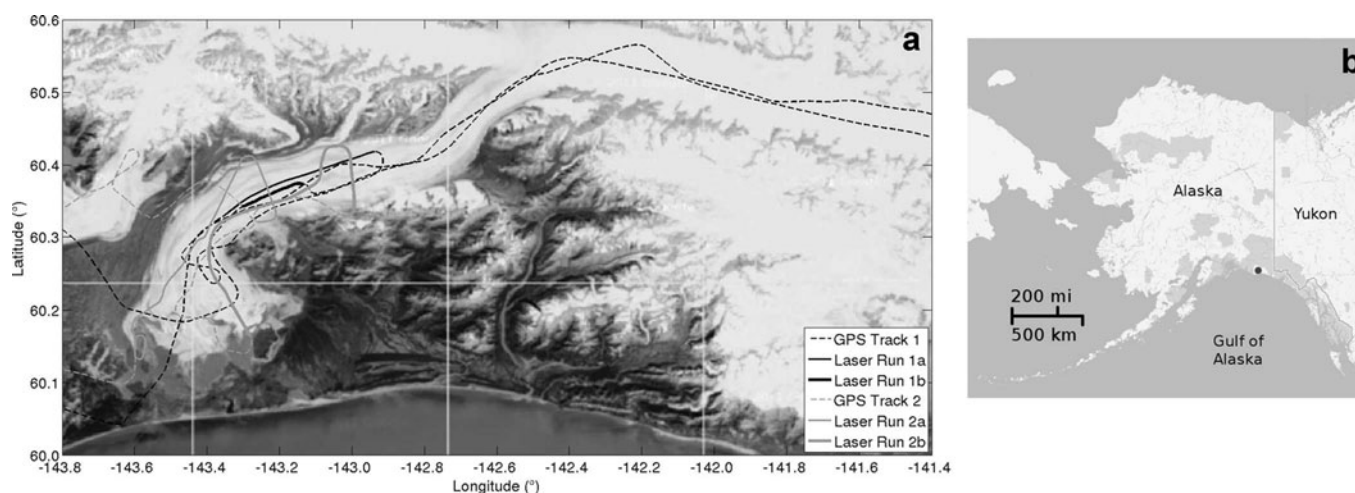 a
60.6
60.5
60.4
60.3
60.2
60.1
60.0
Latitude (°)
-143.8 -143.6 -143.4 -143.2 -143.0 -142.8 -142.6 -142.4 -142.2 -142.0 -141.8 -141.6 -141.4
Longitude (°)
GPS Track 1
Laser Run 1a
Laser Run 1b
GPS Track 2
Laser Run 2a
Laser Run 2b
b
Alaska
Yukon
200 mi
500 km
Gulf of
Alaska